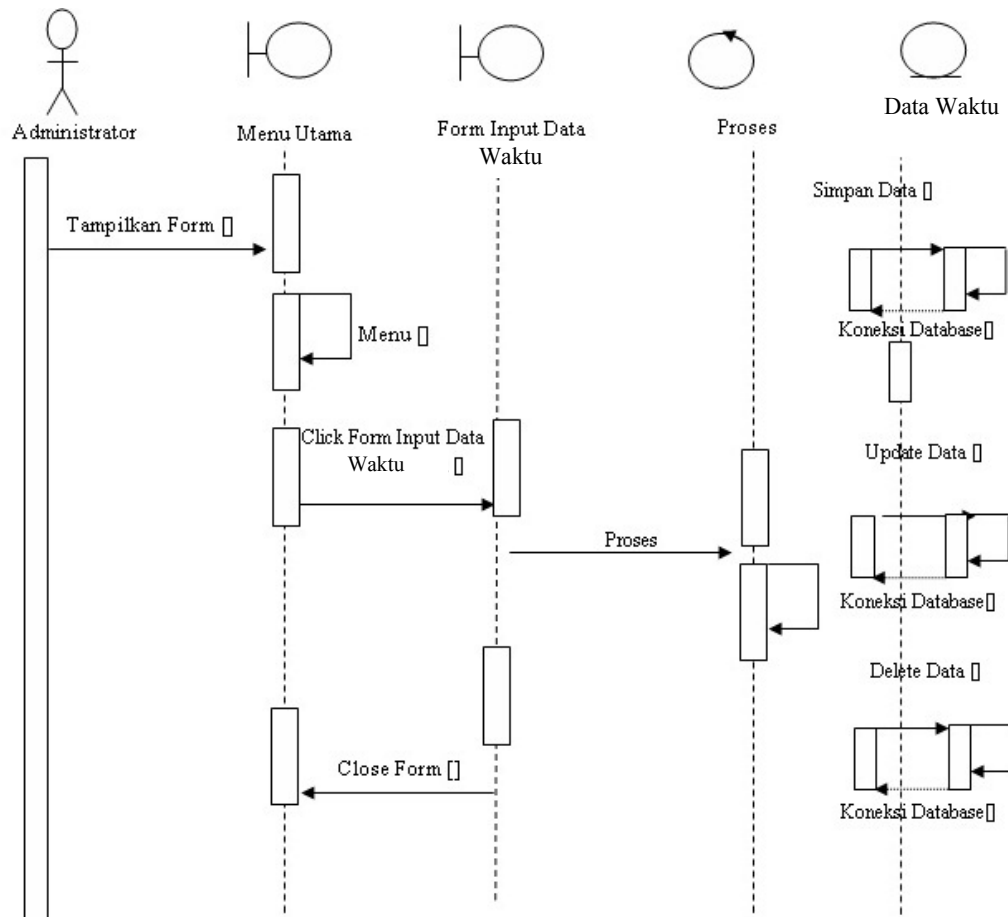 Administrator
Menu Utama
Form Input Data
Waktu
Proses
Data Waktu
Simpan Data []
Tampilkan Form []
Koneksi Database[]
Menu []
Click Form Input Data
Waktu []
Update Data []
Proses
Koneksi Database[]
Delete Data []
Close Form []
Koneksi Database[]